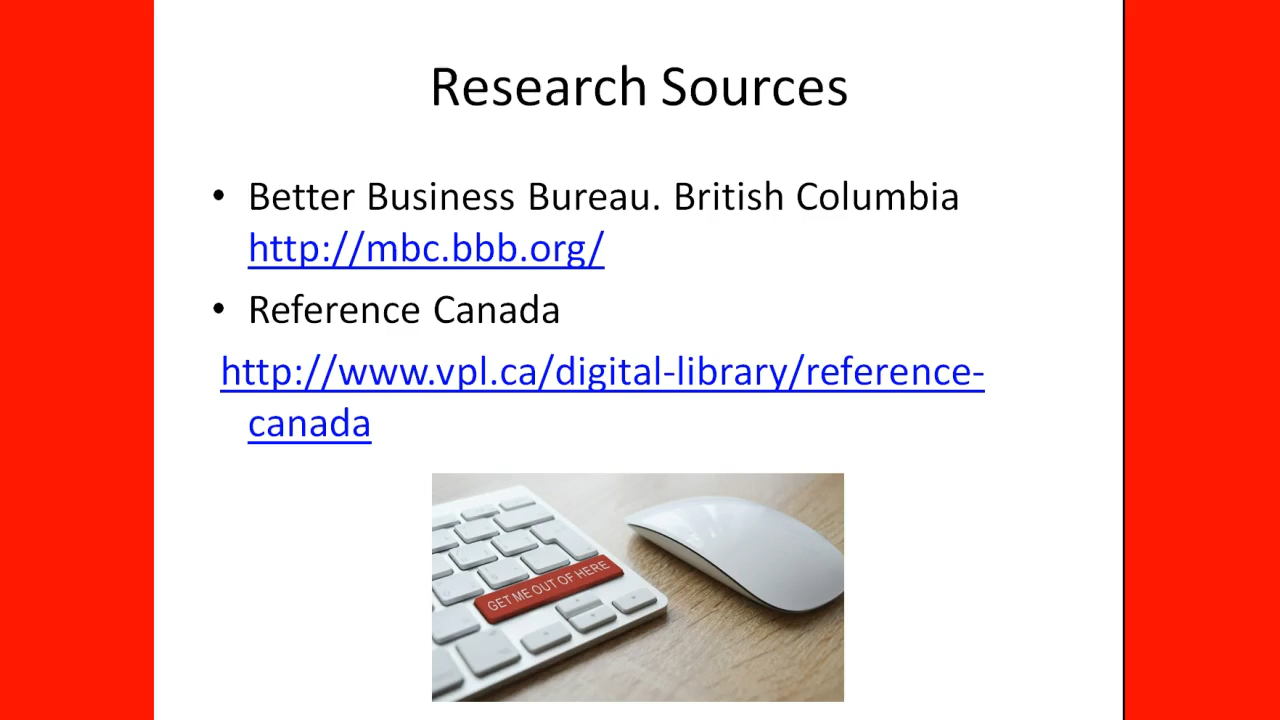 Research Sources
• Better Business Bureau. British Columbia
http://mbc.bbb.org/
• Reference Canada
http://www.vpl.ca/digital-library/reference-
canada
GET ME OUT OF HERE